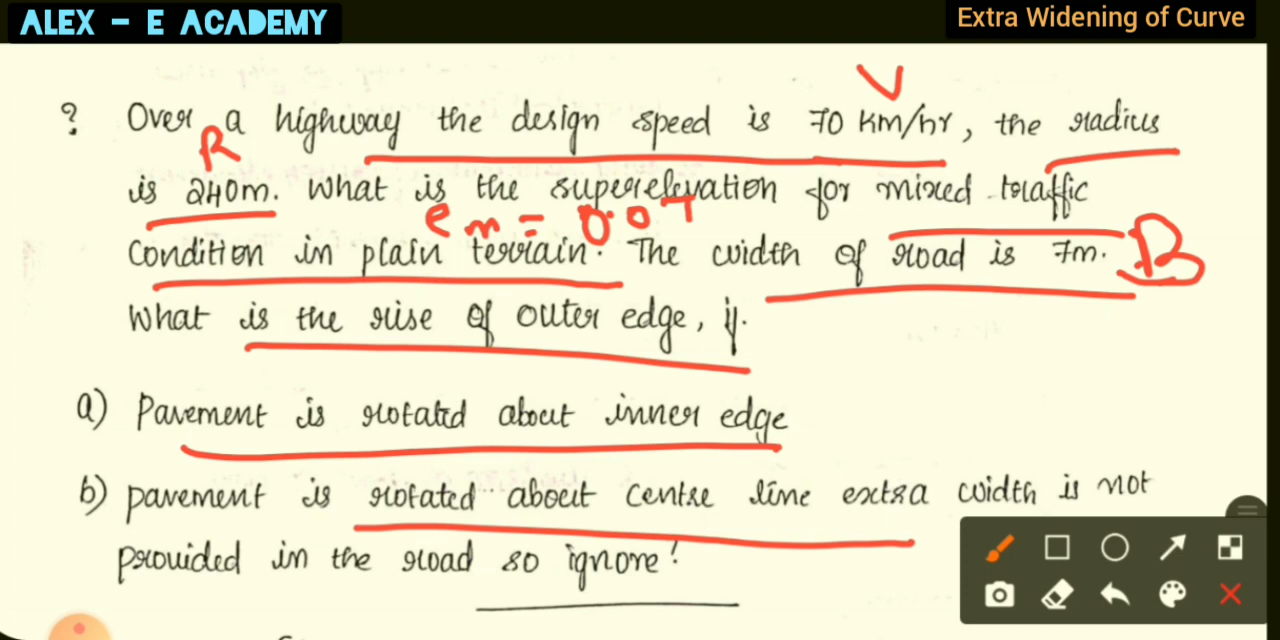 ALEX - E ACADEMY
Extra Widening of Curve
? Over a highway the design speed is 70 Km/hr, the radius
V
R
is 240m. What is the superelevation for mixed traffic
em = 0.07
Condition in plain terrain. The width of road is 7m.
B
What is the rise of outer edge, if.
a) Pavement is rotated about inner edge
b) pavement is rotated about centre line extra width is not
provided in the road so ignore!